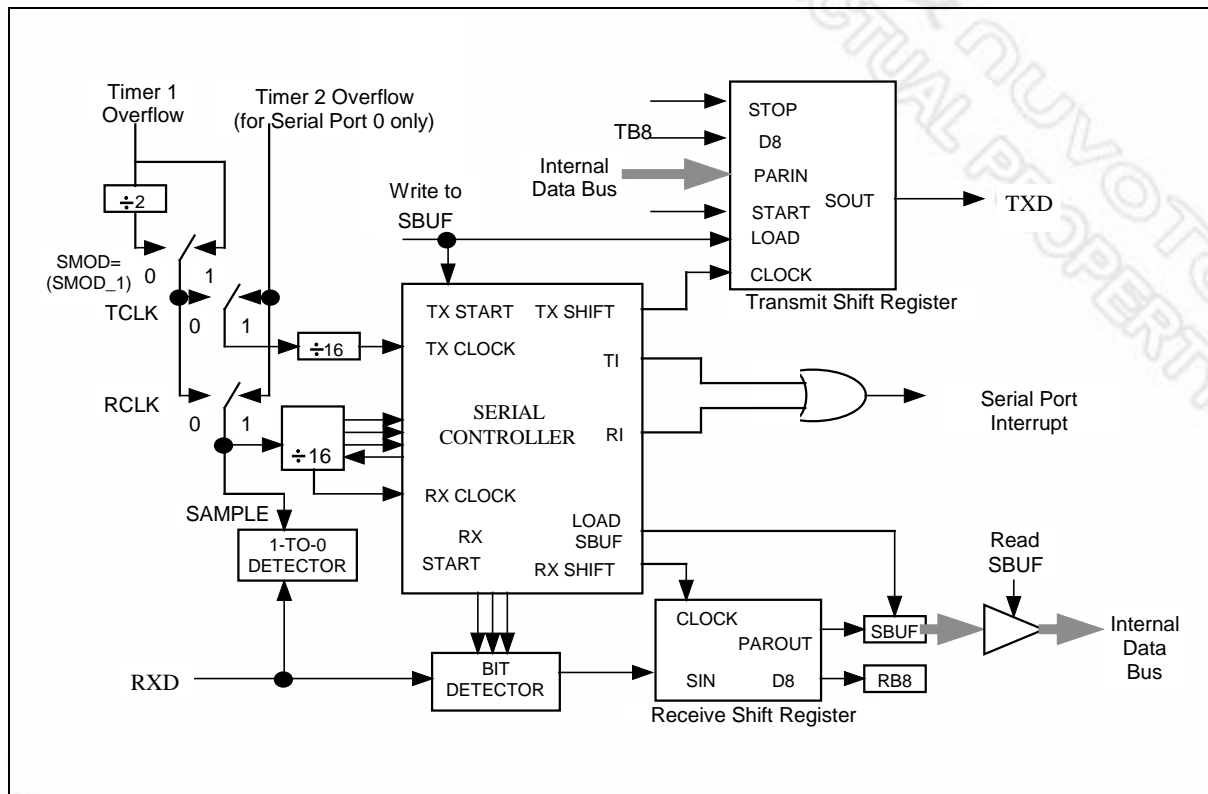 NUVOTON
ACTUAL PROPERTY
Timer 1
Overflow
Timer 2 Overflow
(for Serial Port 0 only)
÷2
SMOD=
(SMOD_1)
0
1
TCLK
0
1
÷16
RCLK
0
1
÷16
SAMPLE
1-TO-0
DETECTOR
RXD
Write to
SBUF
TX START
TX SHIFT
TX CLOCK
TI
SERIAL
CONTROLLER
RI
RX CLOCK
LOAD
SBUF
RX
START
RX SHIFT
BIT
DETECTOR
TB8
Internal
Data Bus
STOP
D8
PARIN
SOUT
START
LOAD
CLOCK
Transmit Shift Register
TXD
Serial Port
Interrupt
CLOCK
PAROUT
SIN
D8
Receive Shift Register
SBUF
RB8
Read
SBUF
Internal
Data
Bus